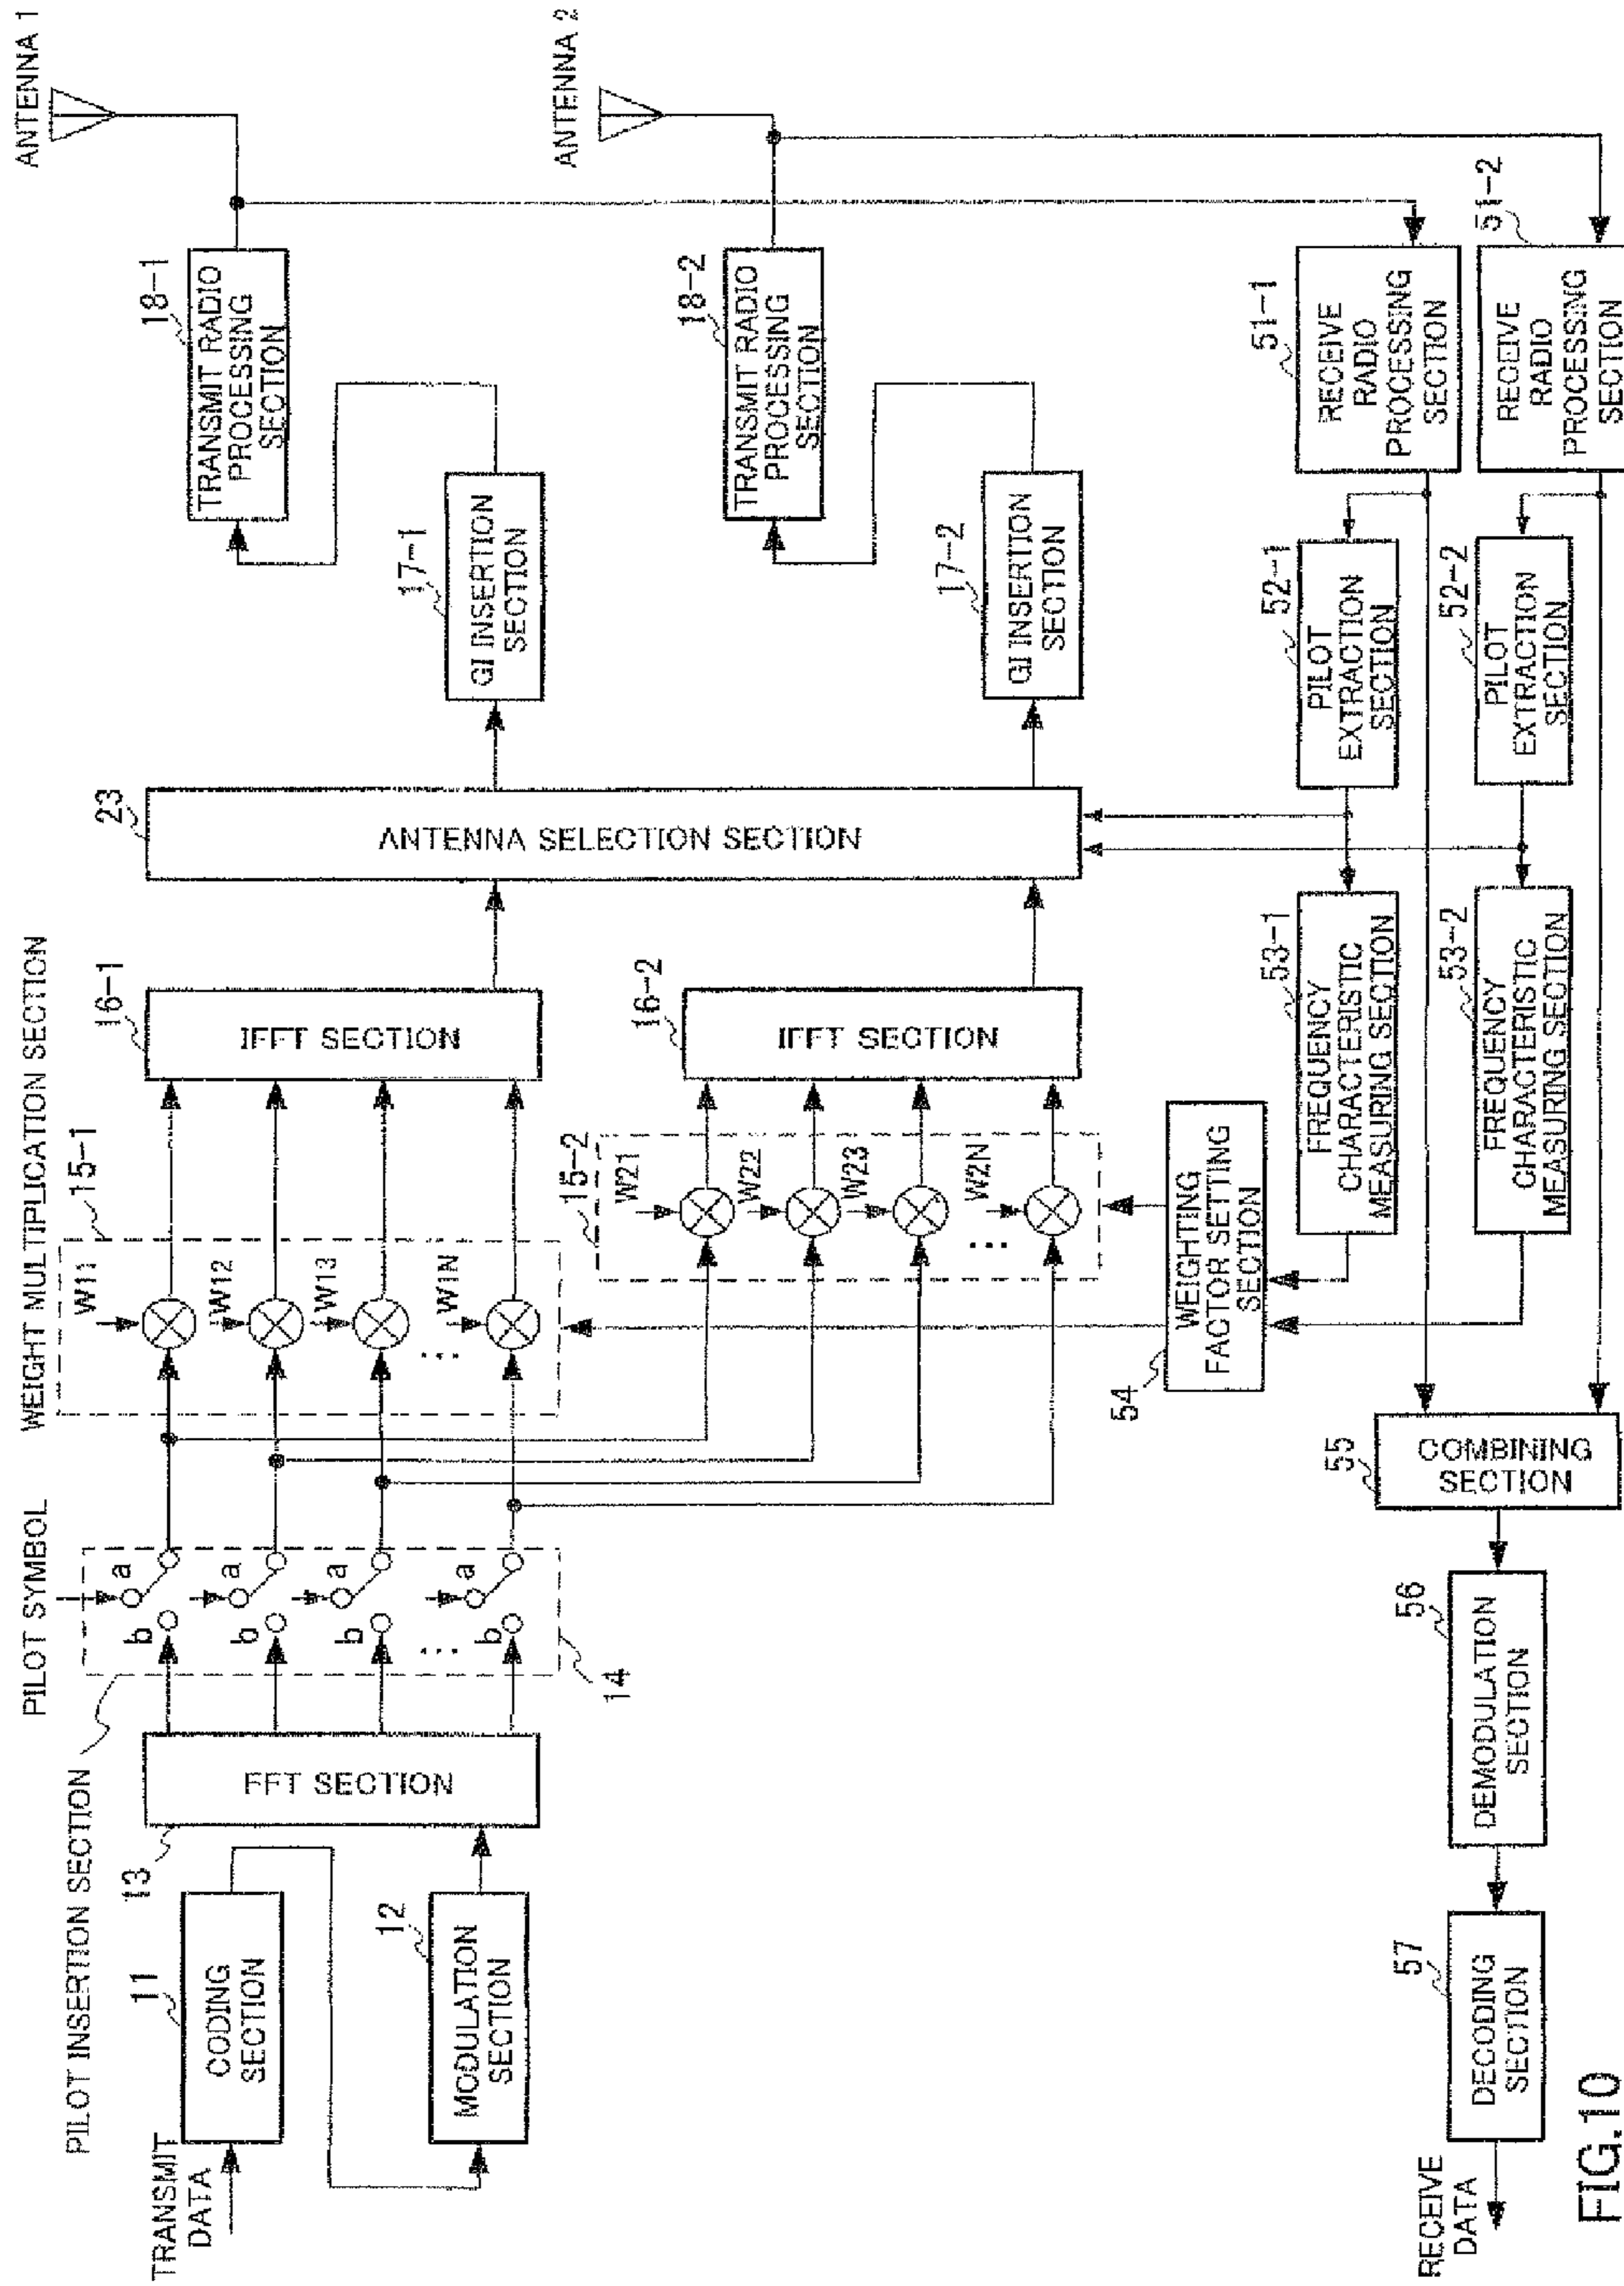 TRANSMIT
DATA
11
CODING
SECTION
12
MODULATION
SECTION
13
FFT SECTION
PILOT INSERTION SECTION
PILOT SYMBOL
a
b
a
b
a
b
...
a
b
14
WEIGHT MULTIPLICATION SECTION
15-1
W11
W12
W13
...
W1N
15-2
W21
W22
W23
...
W2N
16-1
IFFT SECTION
16-2
IFFT SECTION
23
ANTENNA SELECTION SECTION
17-1
GI INSERTION
SECTION
17-2
GI INSERTION
SECTION
18-1
TRANSMIT RADIO
PROCESSING
SECTION
18-2
TRANSMIT RADIO
PROCESSING
SECTION
ANTENNA 1
ANTENNA 2
51-1
RECEIVE
RADIO
PROCESSING
SECTION
51-2
RECEIVE
RADIO
PROCESSING
SECTION
52-1
PILOT
EXTRACTION
SECTION
52-2
PILOT
EXTRACTION
SECTION
53-1
FREQUENCY
CHARACTERISTIC
MEASURING SECTION
53-2
FREQUENCY
CHARACTERISTIC
MEASURING SECTION
54
WEIGHTING
FACTOR SETTING
SECTION
55
COMBINING
SECTION
56
DEMODULATION
SECTION
57
DECODING
SECTION
RECEIVE
DATA
FIG.10